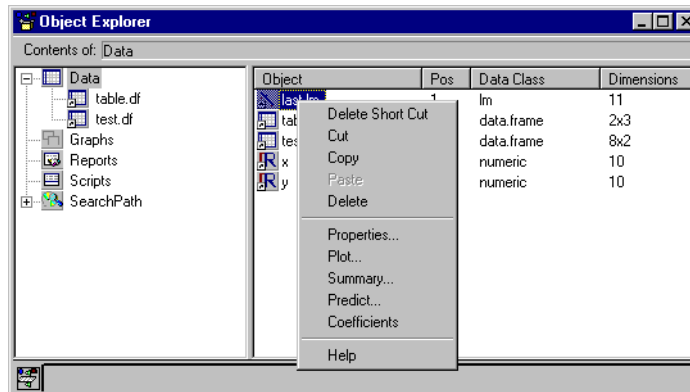 Object Explorer
Contents of: Data
Data
table.df
test.df
Graphs
Reports
Scripts
SearchPath
Object Pos Data Class Dimensions
last.lm 1 lm 11
tab data.frame 2x3
tes data.frame 8x2
x numeric 10
y numeric 10
Delete Short Cut
Cut
Copy
Paste
Delete
Properties...
Plot...
Summary...
Predict...
Coefficients
Help